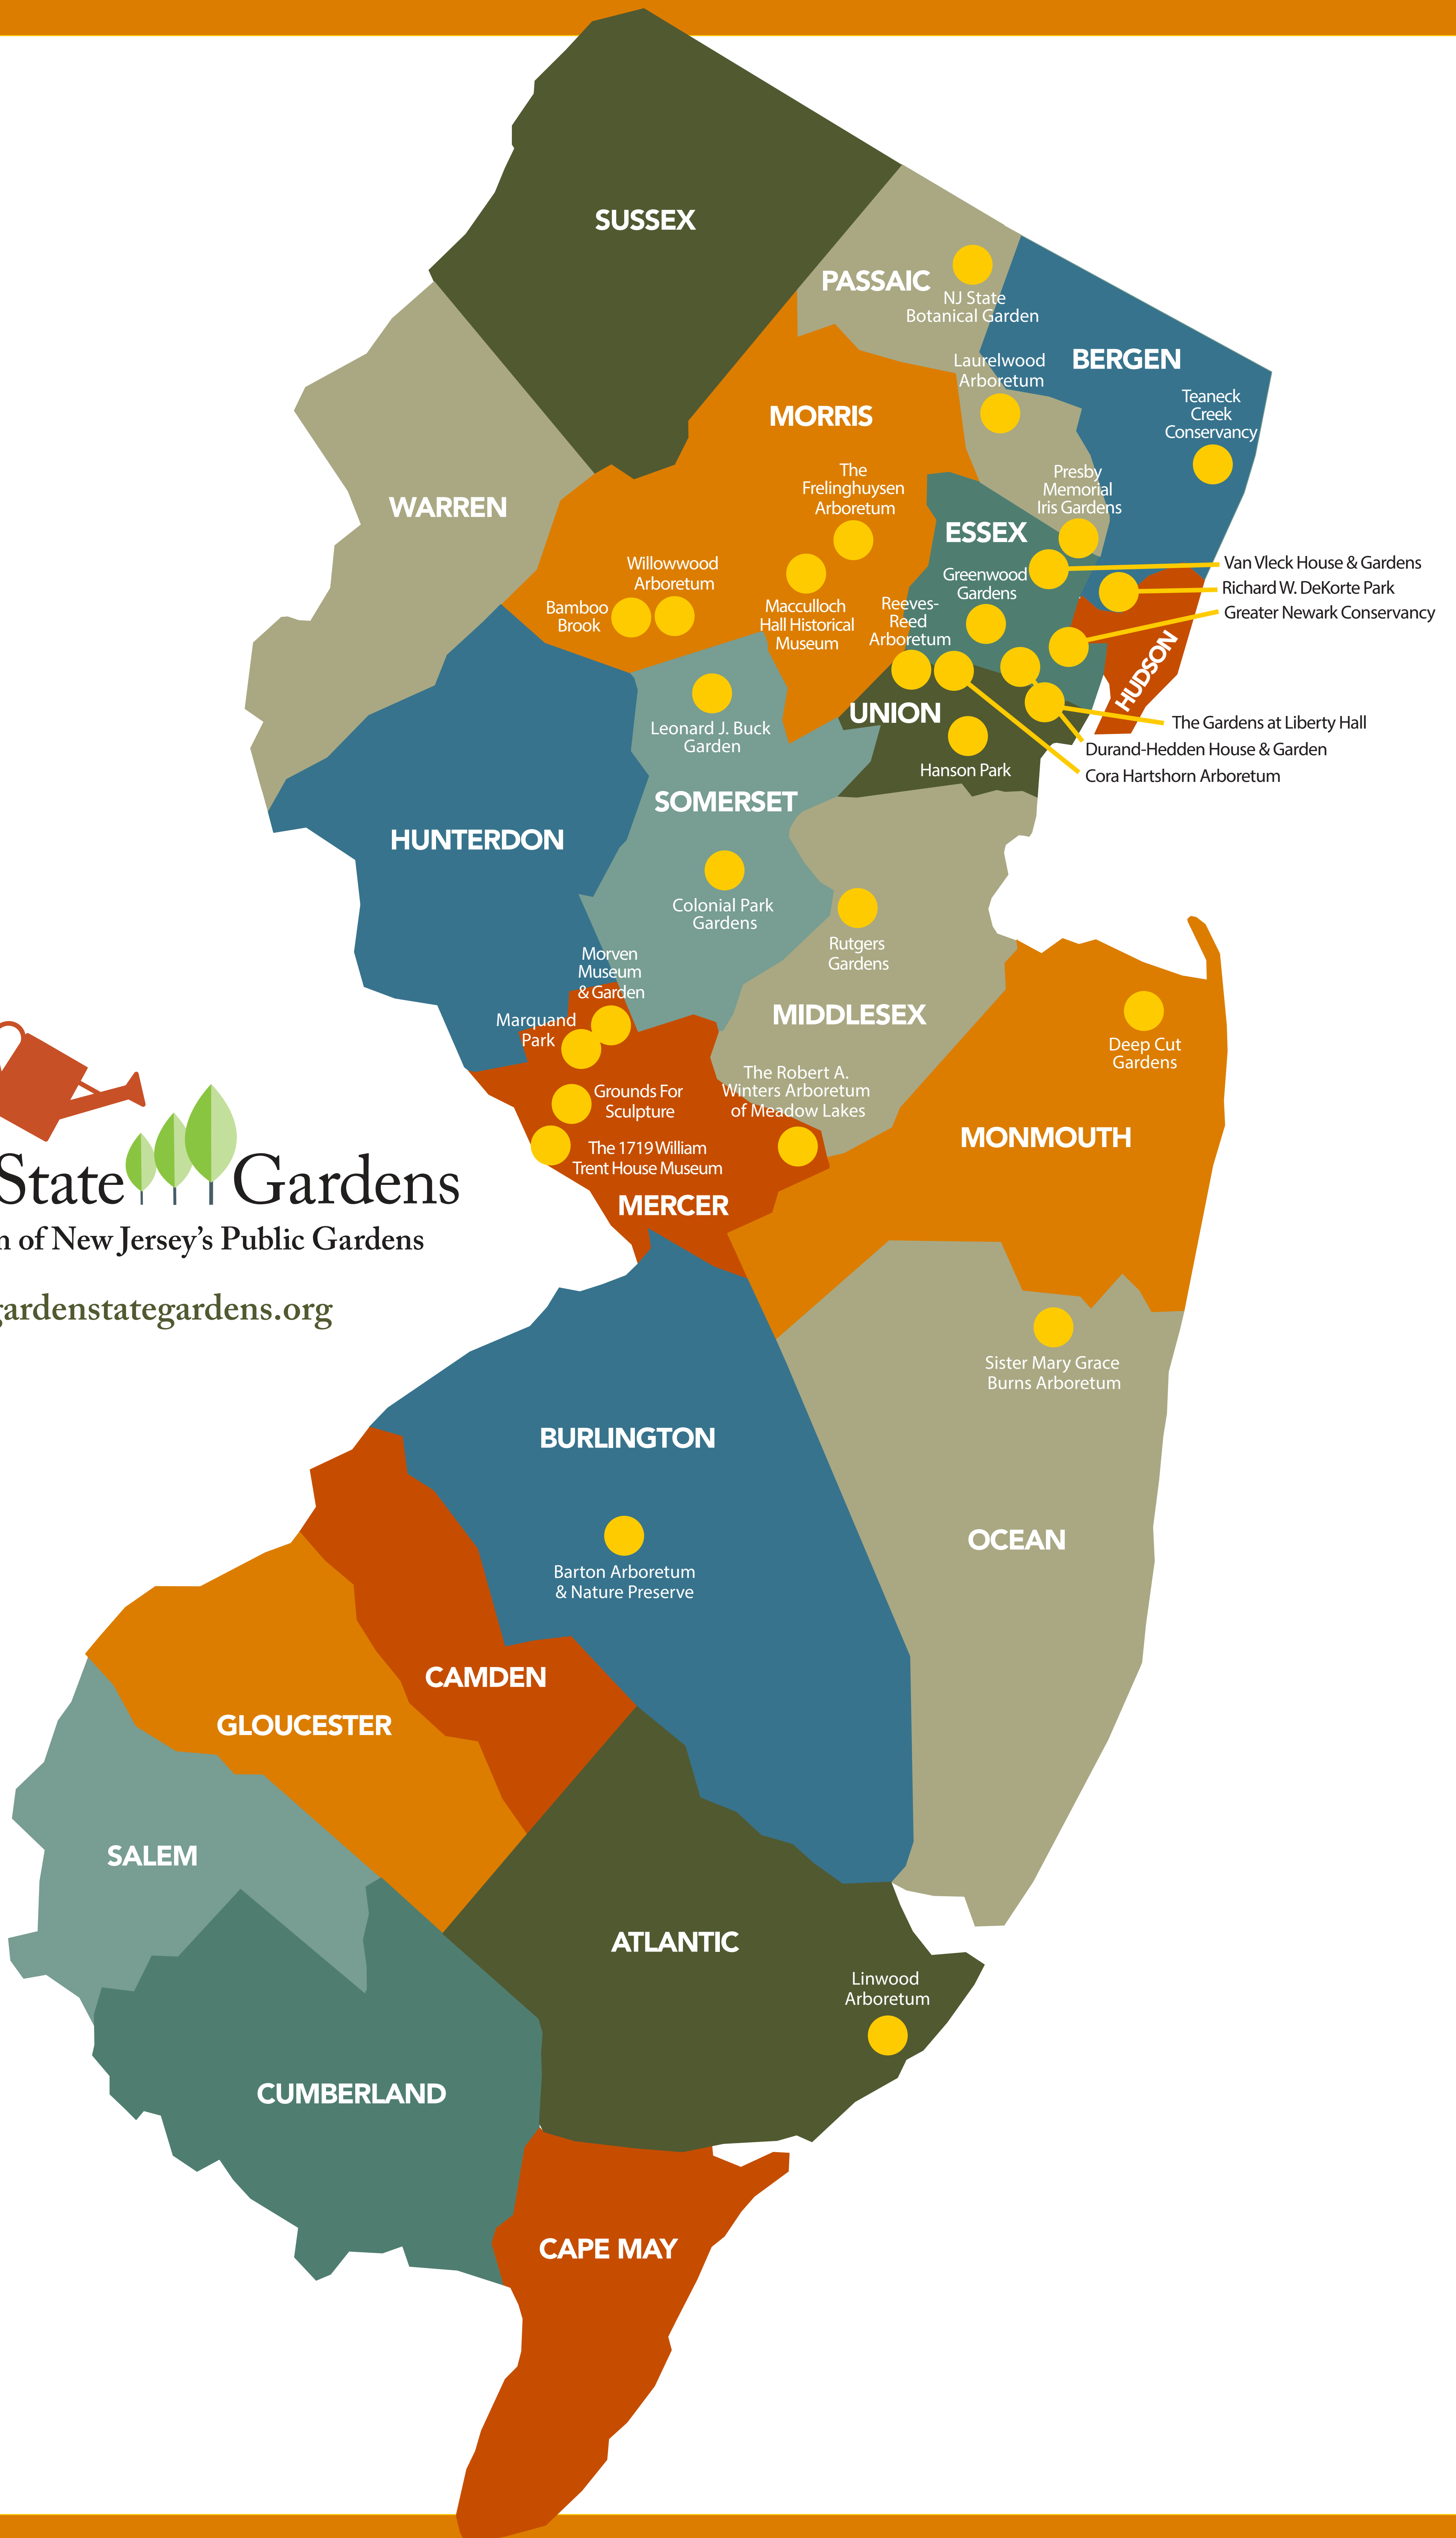 SUSSEX
PASSAIC
NJ State
Botanical Garden
BERGEN
Laurelwood
Arboretum
Teaneck
Creek
Conservancy
MORRIS
The
Frelinghuysen
Arboretum
Presby
Memorial
Iris Gardens
WARREN
ESSEX
Willowwood
Arboretum
Van Vleck House & Gardens
Greenwood
Gardens
Richard W. DeKorte Park
Bamboo
Brook
Macculloch
Hall Historical
Museum
Reeves-
Reed
Arboretum
Greater Newark Conservancy
HUDSON
UNION
Leonard J. Buck
Garden
The Gardens at Liberty Hall
Durand-Hedden House & Garden
Hanson Park
Cora Hartshorn Arboretum
SOMERSET
HUNTERDON
Colonial Park
Gardens
Rutgers
Gardens
Morven
Museum
& Garden
Marquand
Park
MIDDLESEX
Deep Cut
Gardens
The Robert A.
Winters Arboretum
of Meadow Lakes
Grounds For
Sculpture
MONMOUTH
The 1719 William
Trent House Museum
MERCER
State Gardens
n of New Jersey's Public Gardens
gardenstategardens.org
Sister Mary Grace
Burns Arboretum
BURLINGTON
OCEAN
Barton Arboretum
& Nature Preserve
CAMDEN
GLOUCESTER
SALEM
ATLANTIC
Linwood
Arboretum
CUMBERLAND
CAPE MAY